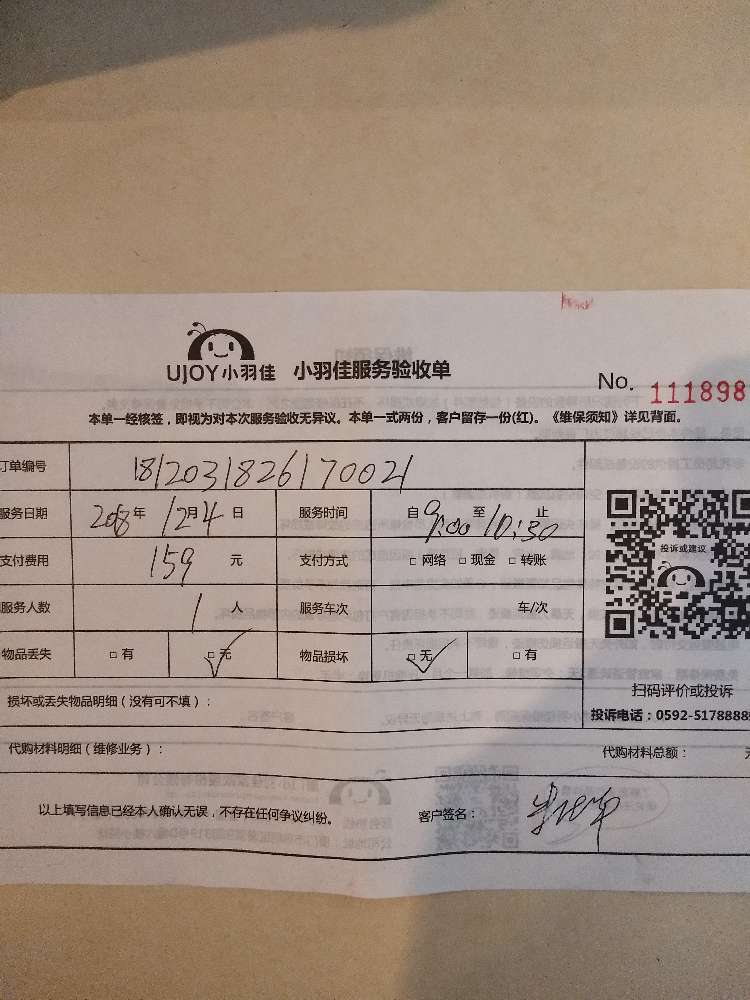 UJOY小羽佳 小羽佳服务验收单 No. 111898
本单一经核签，即视为对本次服务验收无异议。本单一式两份，客户留存一份(红)。《维保须知》详见背面。
订单编号 1812031826170021
服务日期 2018年 12月4 日 服务时间 自 9:00 至 10:30 止
支付费用 159 元 支付方式 □ 网络 □ 现金 □ 转账
服务人数 1 人 服务车次 车/次
物品丢失 □ 有 ☑ 无 物品损坏 ☑ 无 □ 有
投诉或建议
扫码评价或投诉
投诉电话：0592-5178888
损坏或丢失物品明细（没有可不填）：
代购材料明细（维修业务）： 代购材料总额：
以上填写信息已经本人确认无误，不存在任何争议纠纷。 客户签名：